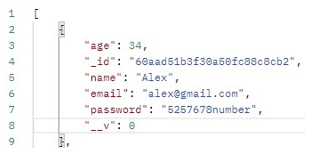 1 [
2 {
3 "age": 34,
4 "_id": "60aad51b3f30a50fc88c8cb2",
5 "name": "Alex",
6 "email": "alex@gmail.com",
7 "password": "5257678number",
8 "__v": 0
9 },